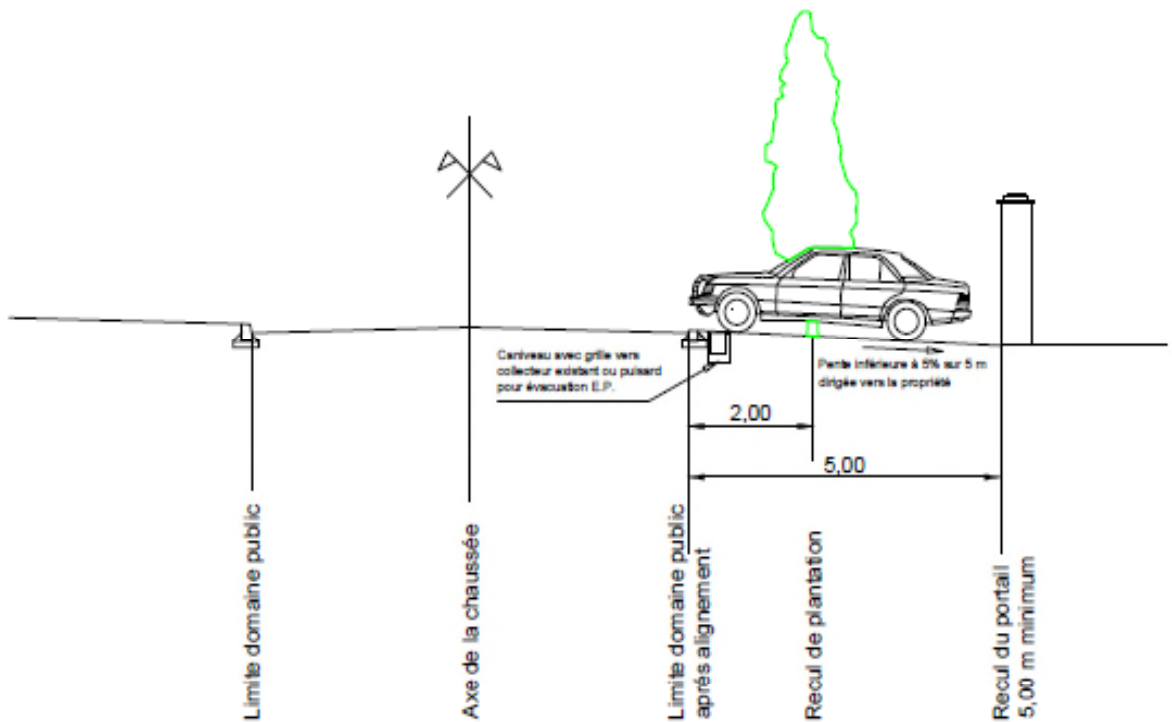 Caniveau avec grille vers
collecteur existant ou puisard
pour évacuation E.P.
Pente inférieure à 5% sur 5 m
dirigée vers la propriété
2,00
5,00
Limite domaine public
Axe de la chaussée
Limite domaine public
après alignement
Recul de plantation
Recul du portail
5,00 m minimum